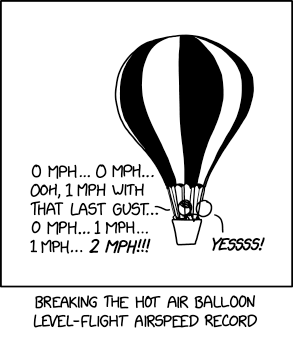 0 MPH... 0 MPH...
OOH, 1 MPH WITH
THAT LAST GUST...
0 MPH... 1 MPH...
1 MPH... 2 MPH!!!
YESSSS!
BREAKING THE HOT AIR BALLOON
LEVEL-FLIGHT AIRSPEED RECORD